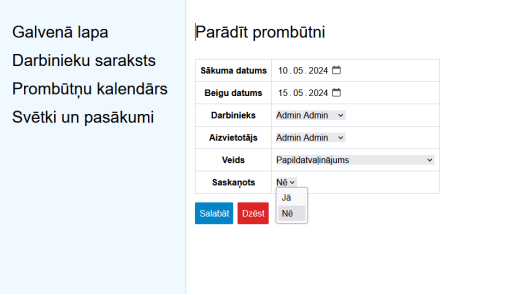 Galvenā lapa
Darbinieku saraksts
Prombūtņu kalendārs
Svētki un pasākumi
Parādīt prombūtni
Sākuma datums 10.05.2024
Beigu datums 15.05.2024
Darbinieks Admin Admin
Aizvietotājs Admin Admin
Veids Papildatvaļinājums
Saskaņots Nē
Jā
Nē
Salabāt Dzēst